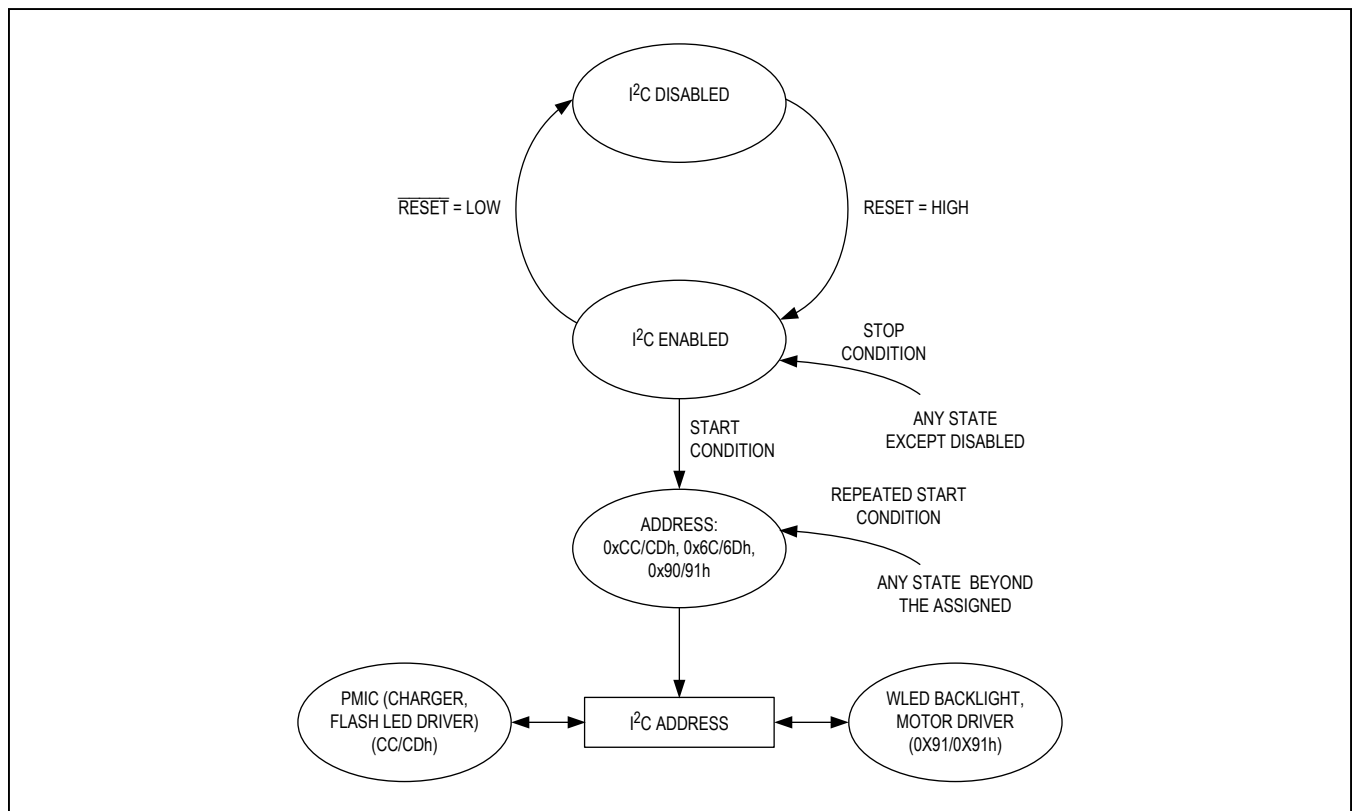 I²C DISABLED
R̅E̅S̅E̅T̅ = LOW
RESET = HIGH
I²C ENABLED
STOP
CONDITION
ANY STATE
EXCEPT DISABLED
START
CONDITION
REPEATED START
CONDITION
ADDRESS:
0xCC/CDh, 0x6C/6Dh,
0x90/91h
ANY STATE BEYOND
THE ASSIGNED
PMIC (CHARGER,
FLASH LED DRIVER)
(CC/CDh)
I²C ADDRESS
WLED BACKLIGHT,
MOTOR DRIVER
(0X91/0X91h)